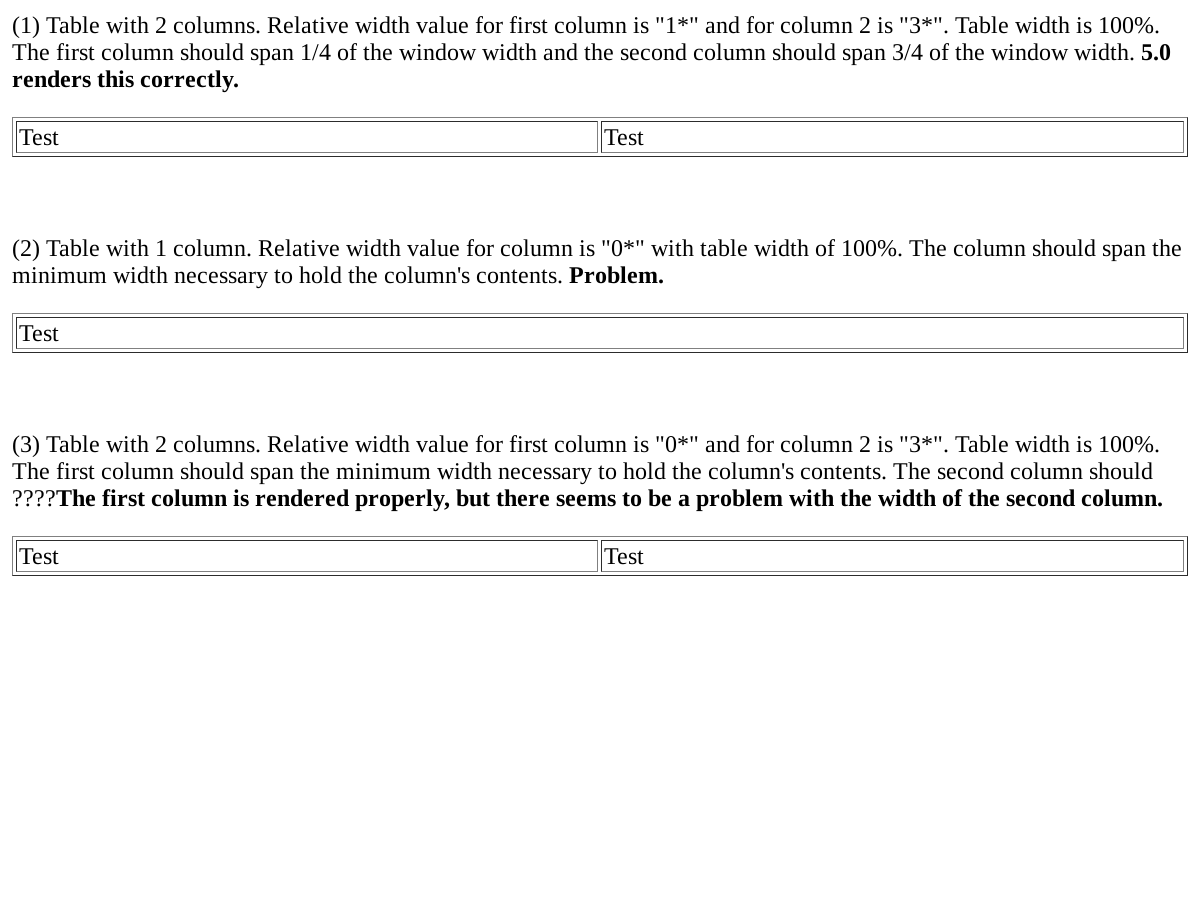 (1) Table with 2 columns. Relative width value for first column is "1*" and for column 2 is "3*". Table width is 100%.
The first column should span 1/4 of the window width and the second column should span 3/4 of the window width. 5.0
renders this correctly.
Test Test
(2) Table with 1 column. Relative width value for column is "0*" with table width of 100%. The column should span the
minimum width necessary to hold the column's contents. Problem.
Test
(3) Table with 2 columns. Relative width value for first column is "0*" and for column 2 is "3*". Table width is 100%.
The first column should span the minimum width necessary to hold the column's contents. The second column should
????The first column is rendered properly, but there seems to be a problem with the width of the second column.
Test Test